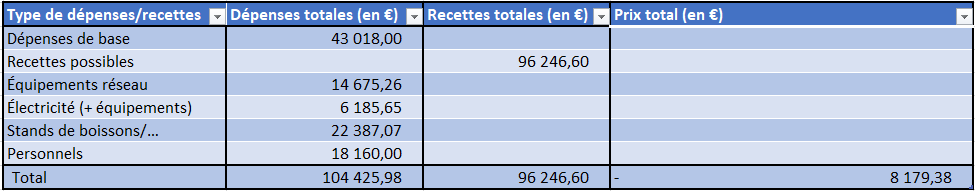 Type de dépenses/recettes Dépenses totales (en €) Recettes totales (en €) Prix total (en €)
Dépenses de base 43 018,00
Recettes possibles 96 246,60
Équipements réseau 14 675,26
Électricité (+ équipements) 6 185,65
Stands de boissons/... 22 387,07
Personnels 18 160,00
Total 104 425,98 96 246,60 - 8 179,38